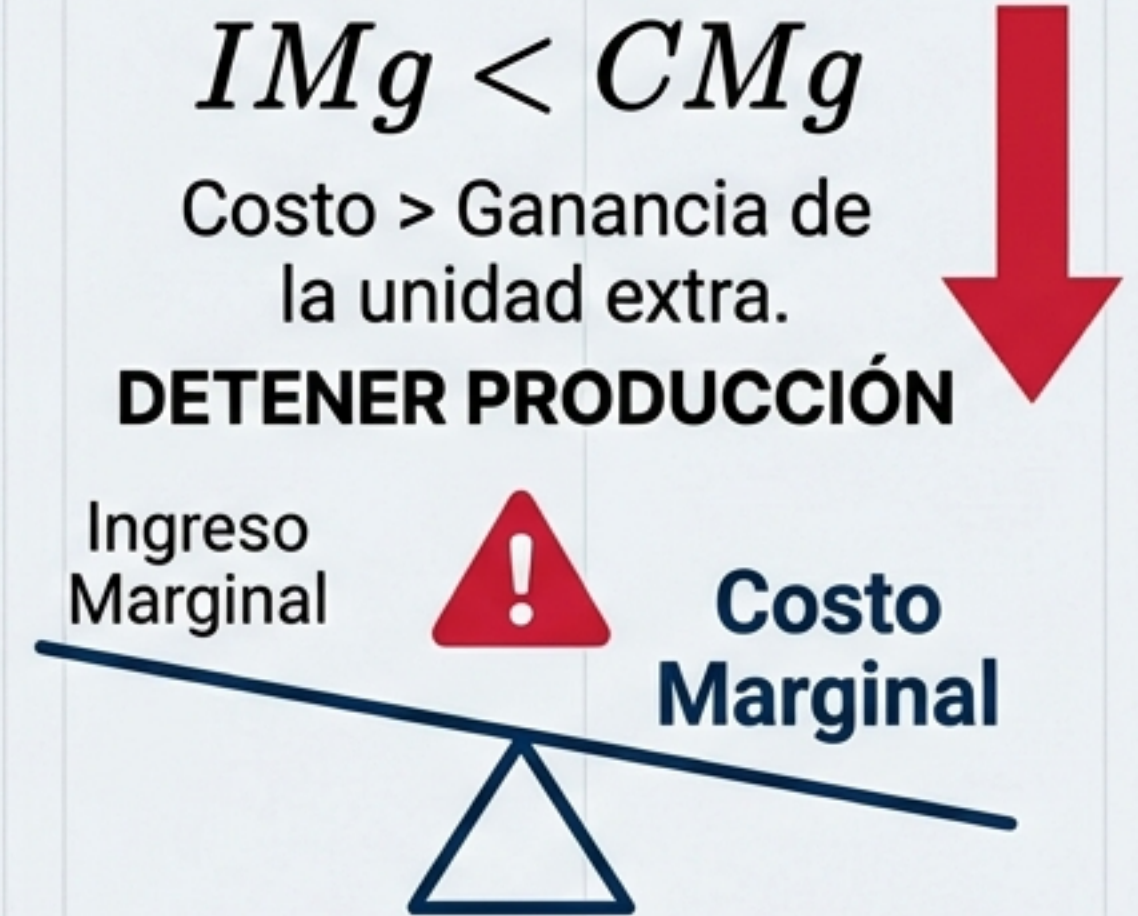 IMg < CMg
Costo > Ganancia de
la unidad extra.
DETENER PRODUCCIÓN
Ingreso
Marginal
!
Costo
Marginal